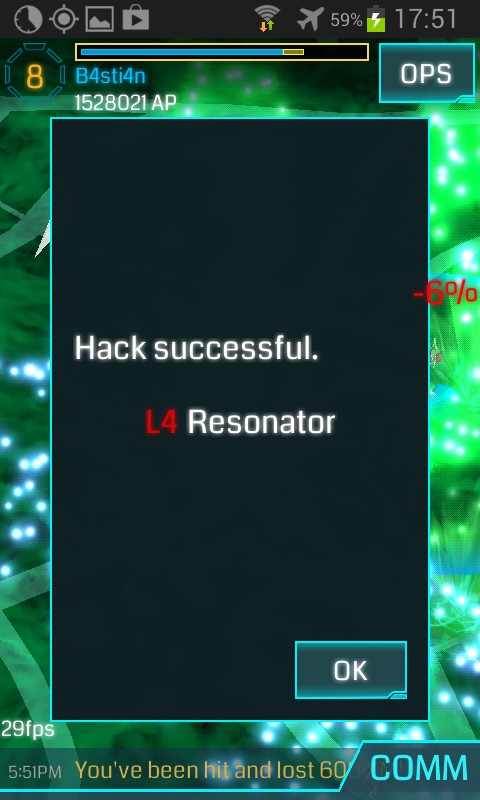 59% 17:51
8
B4sti4n
1528021 AP
OPS
-6%
Hack successful.
L4 Resonator
OK
29fps
5:51PM You've been hit and lost 600
COMM